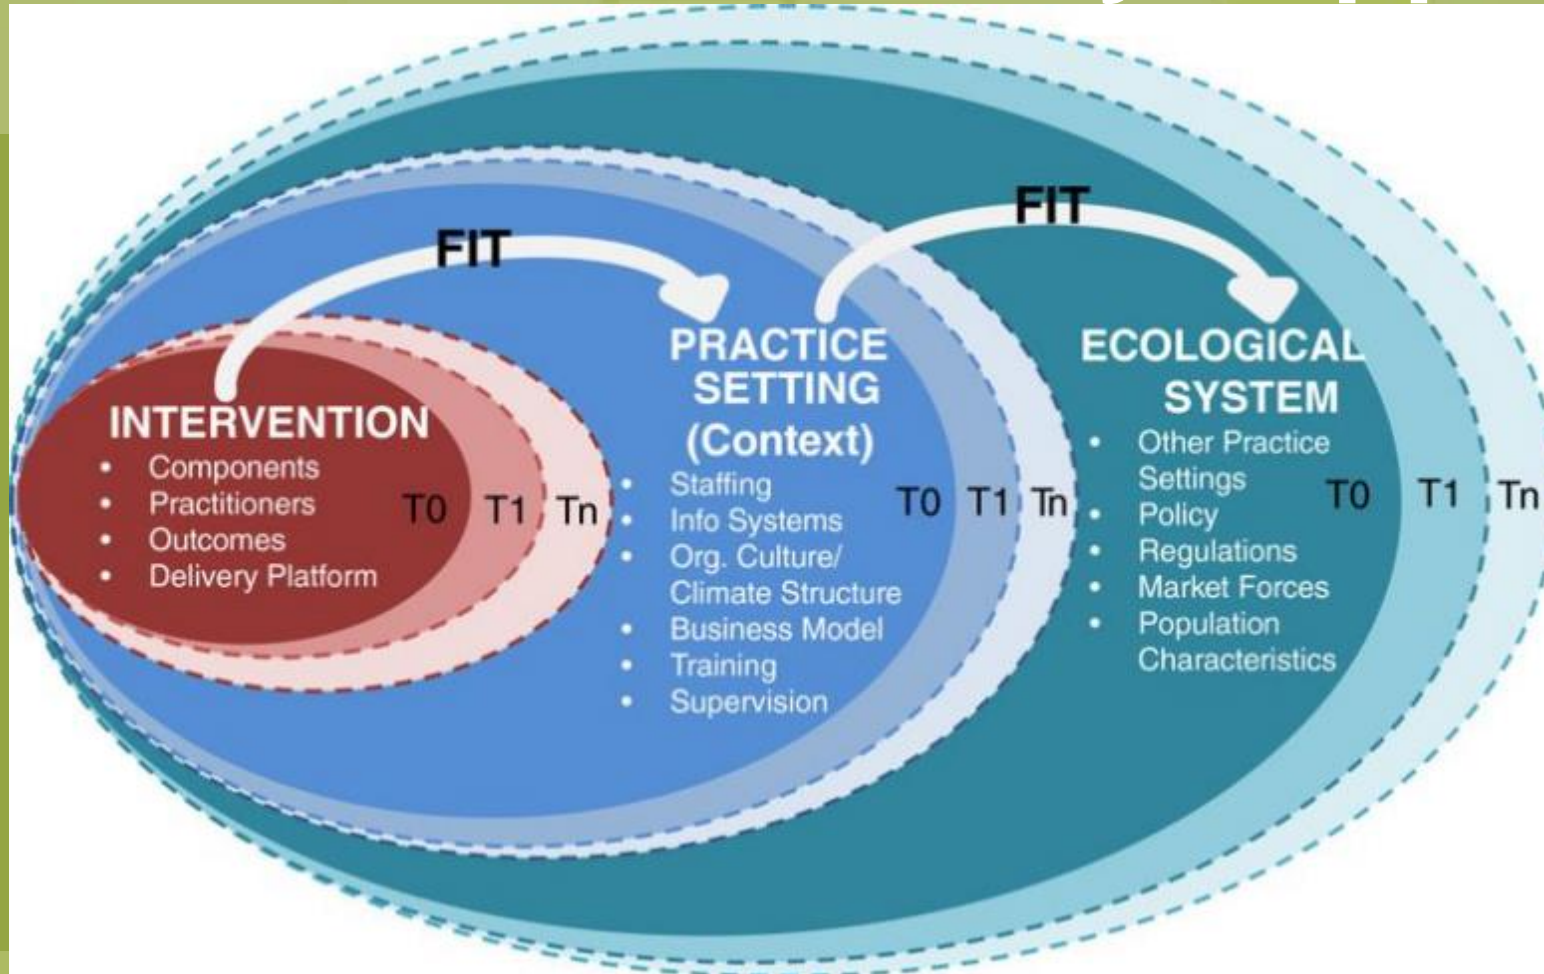 FIT
FIT
INTERVENTION
• Components
• Practitioners
• Outcomes
• Delivery Platform
T0 T1 Tn
PRACTICE
SETTING
(Context)
• Staffing
• Info Systems
• Org. Culture/
Climate Structure
• Business Model
• Training
• Supervision
T0 T1 Tn
ECOLOGICAL
SYSTEM
• Other Practice
Settings
• Policy
• Regulations
• Market Forces
• Population
Characteristics
T0 T1 Tn